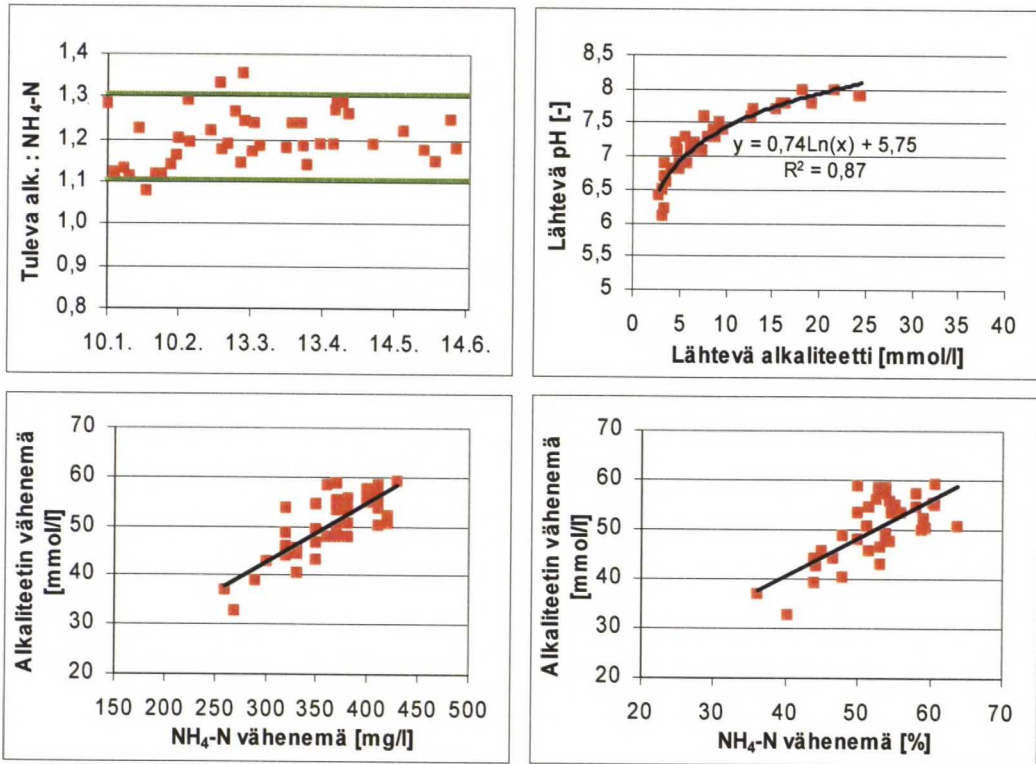 Tuleva alk. : NH₄-N
1,4
1,3
1,2
1,1
1,0
0,9
0,8
10.1. 10.2. 13.3. 13.4. 14.5. 14.6.
Lähtevä pH [-]
8,5
8
7,5
7
6,5
6
5,5
5
y = 0,74Ln(x) + 5,75
R² = 0,87
0 5 10 15 20 25 30 35 40
Lähtevä alkaliteetti [mmol/l]
Alkaliteetin vähenemä
[mmol/l]
70
60
50
40
30
20
150 200 250 300 350 400 450 500
NH₄-N vähenemä [mg/l]
Alkaliteetin vähenemä
[mmol/l]
70
60
50
40
30
20
20 30 40 50 60 70
NH₄-N vähenemä [%]